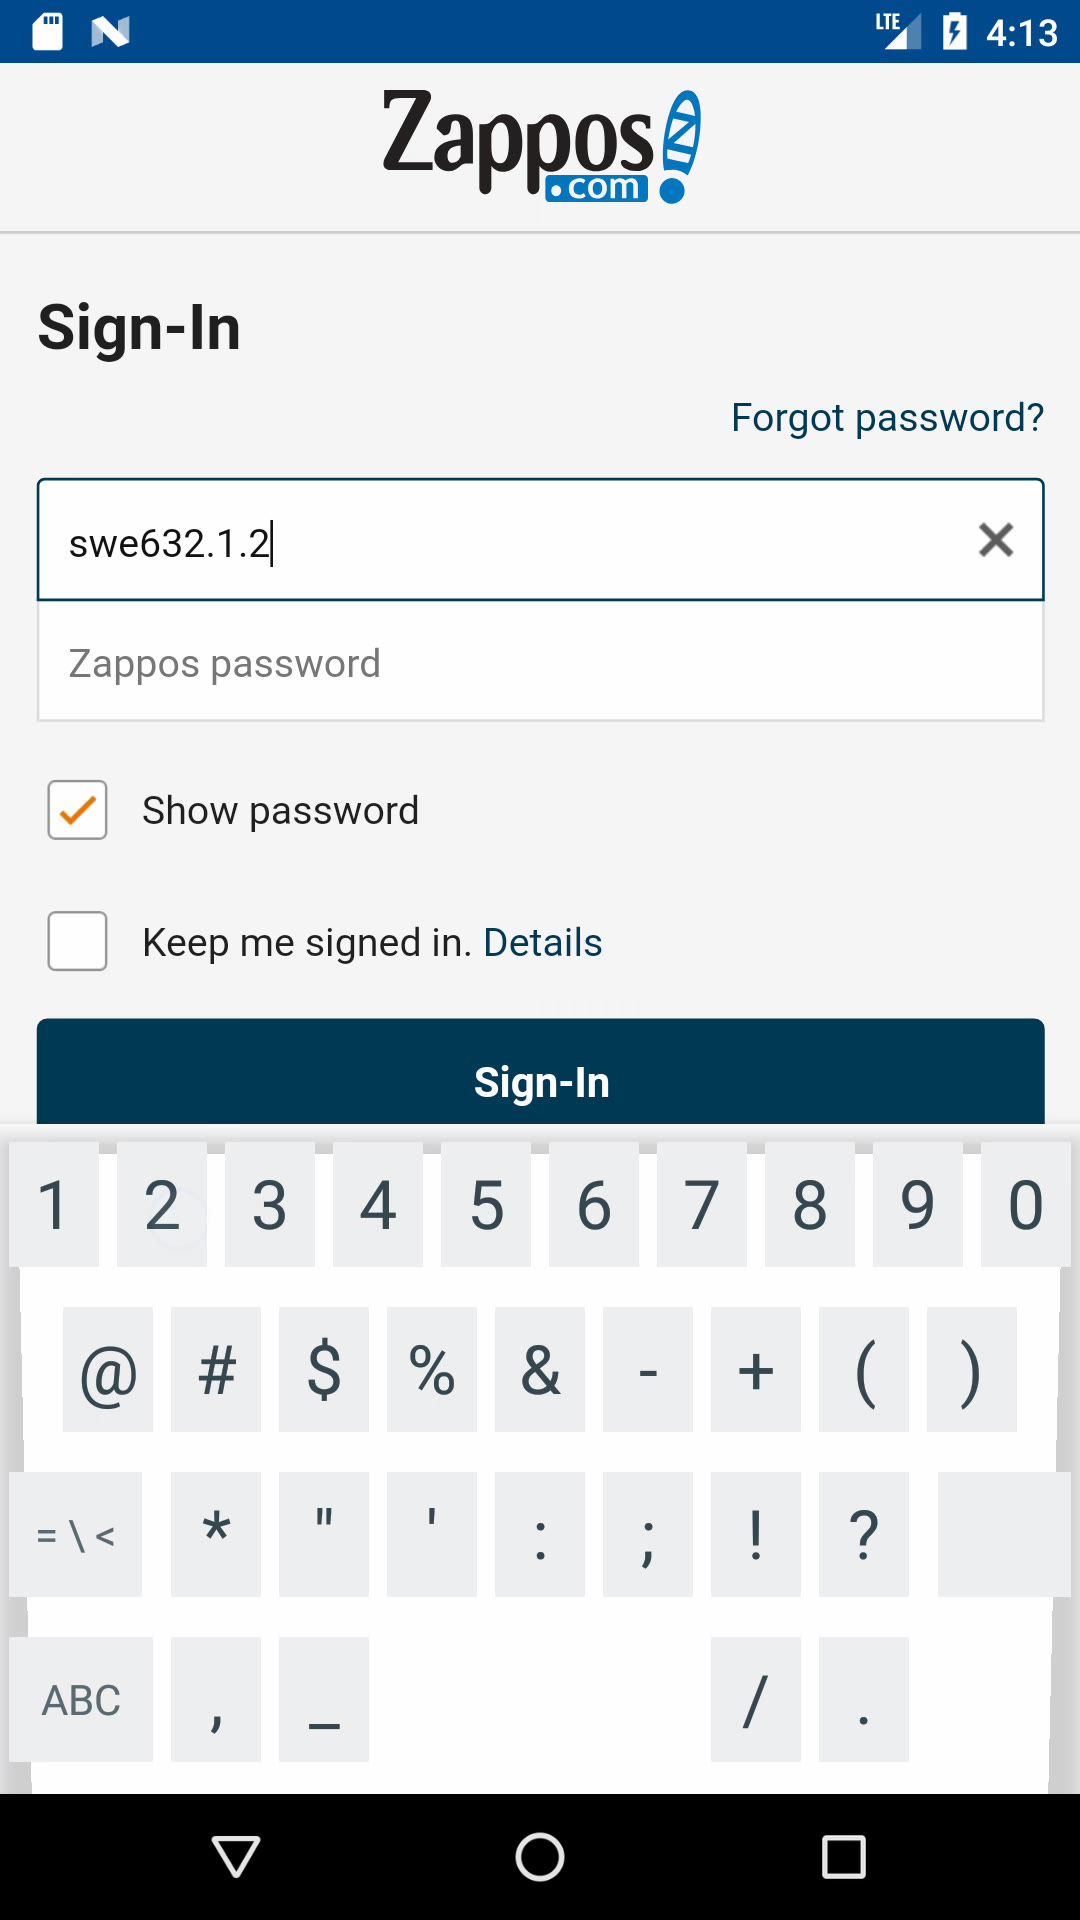 LTE 4:13
Zappos
.com
Sign-In
Forgot password?
swe632.1.2
Zappos password
Show password
Keep me signed in. Details
Sign-In
1 2 3 4 5 6 7 8 9 0
@ # $ % & - + ( )
= \ < * " ' : ; ! ?
ABC , _ / .